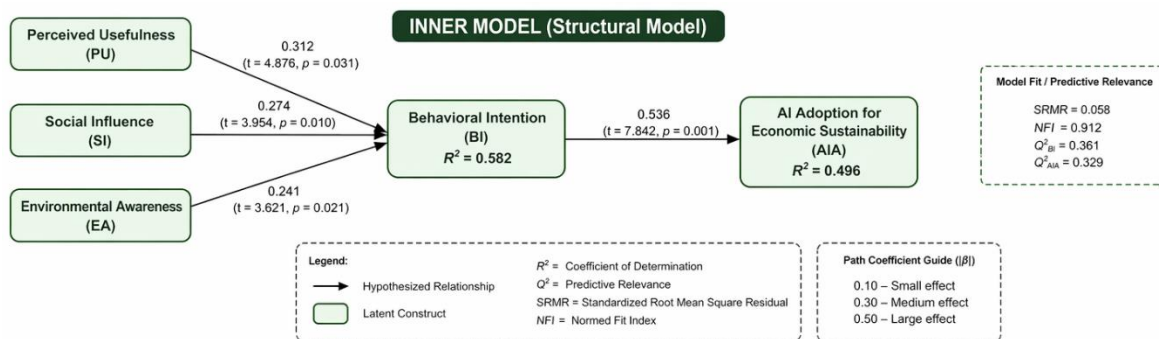 INNER MODEL (Structural Model)
Perceived Usefulness
(PU)
0.312
(t = 4.876, p = 0.031)
Social Influence
(SI)
0.274
(t = 3.954, p = 0.010)
Environmental Awareness
(EA)
0.241
(t = 3.621, p = 0.021)
Behavioral Intention
(BI)
R² = 0.582
0.536
(t = 7.842, p = 0.001)
AI Adoption for
Economic Sustainability
(AIA)
R² = 0.496
Model Fit / Predictive Relevance
SRMR = 0.058
NFI = 0.912
Q²BI = 0.361
Q²AIA = 0.329
Legend:
Hypothesized Relationship
Latent Construct
R² = Coefficient of Determination
Q² = Predictive Relevance
SRMR = Standardized Root Mean Square Residual
NFI = Normed Fit Index
Path Coefficient Guide (|β|)
0.10 – Small effect
0.30 – Medium effect
0.50 – Large effect